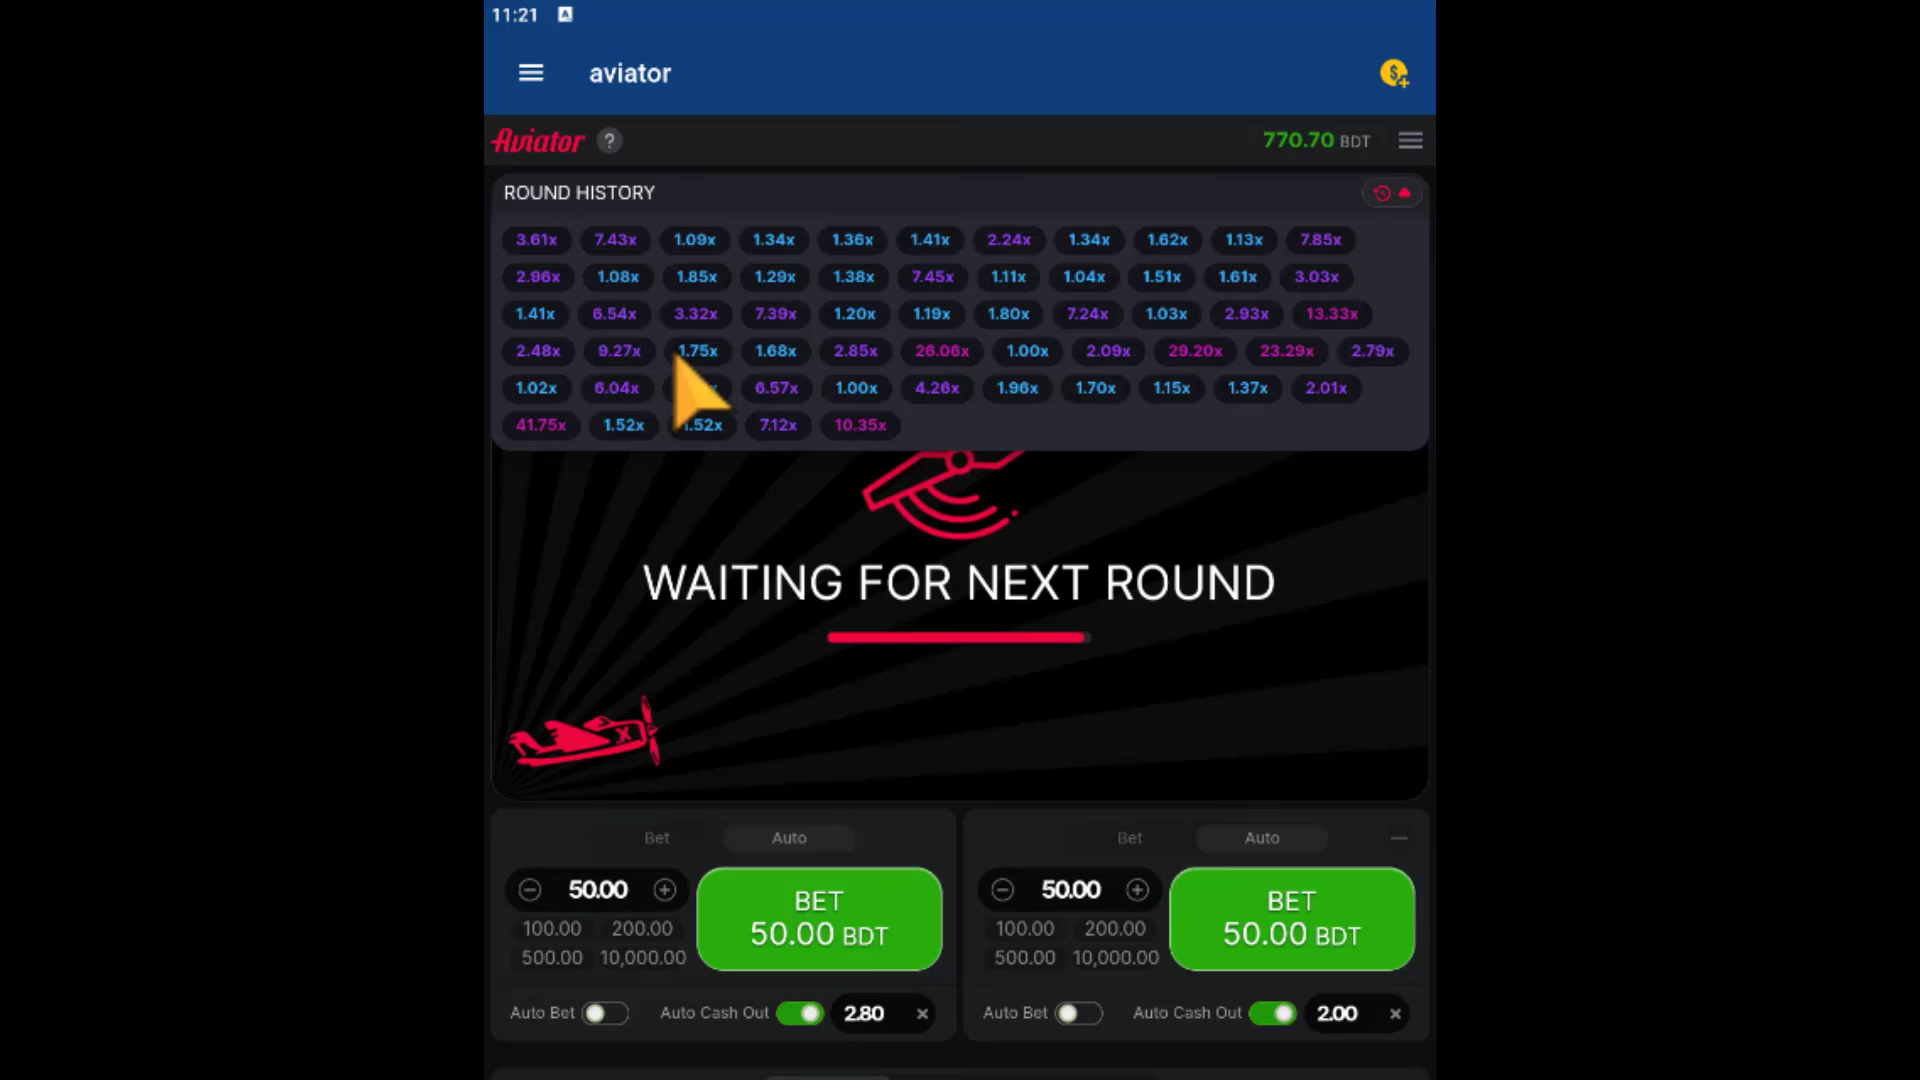 11:21 A
aviator
Aviator ? 770.70 BDT
ROUND HISTORY
3.61x 7.43x 1.09x 1.34x 1.36x 1.41x 2.24x 1.34x 1.62x 1.13x 7.85x
2.96x 1.08x 1.85x 1.29x 1.38x 7.45x 1.11x 1.04x 1.51x 1.61x 3.03x
1.41x 6.54x 3.32x 7.39x 1.20x 1.19x 1.80x 7.24x 1.03x 2.93x 13.33x
2.48x 9.27x 1.75x 1.68x 2.85x 26.06x 1.00x 2.09x 29.20x 23.29x 2.79x
1.02x 6.04x 6.57x 1.00x 4.26x 1.96x 1.70x 1.15x 1.37x 2.01x
41.75x 1.52x 1.52x 7.12x 10.35x
WAITING FOR NEXT ROUND
X
Bet Auto
50.00
100.00 200.00
500.00 10,000.00
BET
50.00 BDT
Auto Bet Auto Cash Out 2.80
Bet Auto
50.00
100.00 200.00
500.00 10,000.00
BET
50.00 BDT
Auto Bet Auto Cash Out 2.00